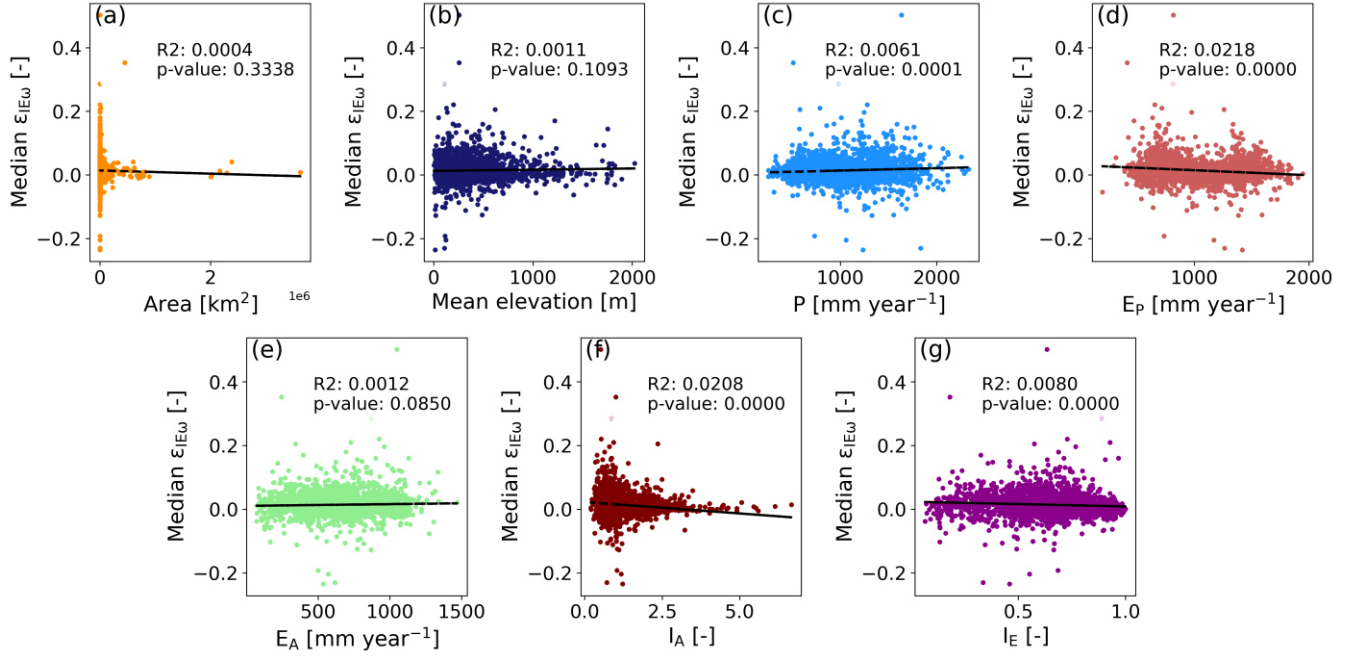 (a)
R2: 0.0004
p-value: 0.3338
Median ε_IEω [-]
0.4
0.2
0.0
−0.2
0
2
1e6
Area [km²]
(b)
R2: 0.0011
p-value: 0.1093
Median ε_IEω [-]
0.4
0.2
0.0
−0.2
0
500
1000
1500
2000
Mean elevation [m]
(c)
R2: 0.0061
p-value: 0.0001
Median ε_IEω [-]
0.4
0.2
0.0
−0.2
1000
2000
P [mm year⁻¹]
(d)
R2: 0.0218
p-value: 0.0000
Median ε_IEω [-]
0.4
0.2
0.0
−0.2
1000
2000
E_P [mm year⁻¹]
(e)
R2: 0.0012
p-value: 0.0850
Median ε_IEω [-]
0.4
0.2
0.0
−0.2
500
1000
1500
E_A [mm year⁻¹]
(f)
R2: 0.0208
p-value: 0.0000
Median ε_IEω [-]
0.4
0.2
0.0
−0.2
0.0
2.5
5.0
I_A [-]
(g)
R2: 0.0080
p-value: 0.0000
Median ε_IEω [-]
0.4
0.2
0.0
−0.2
0.5
1.0
I_E [-]